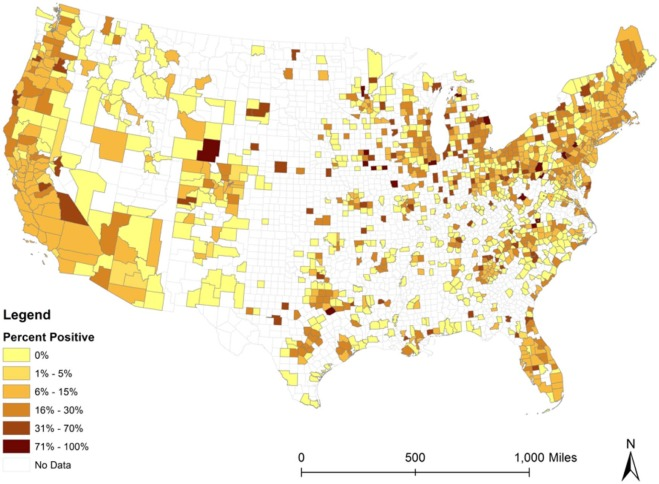 Legend
Percent Positive
0%
1% - 5%
6% - 15%
16% - 30%
31% - 70%
71% - 100%
No Data
0 500 1,000 Miles
N